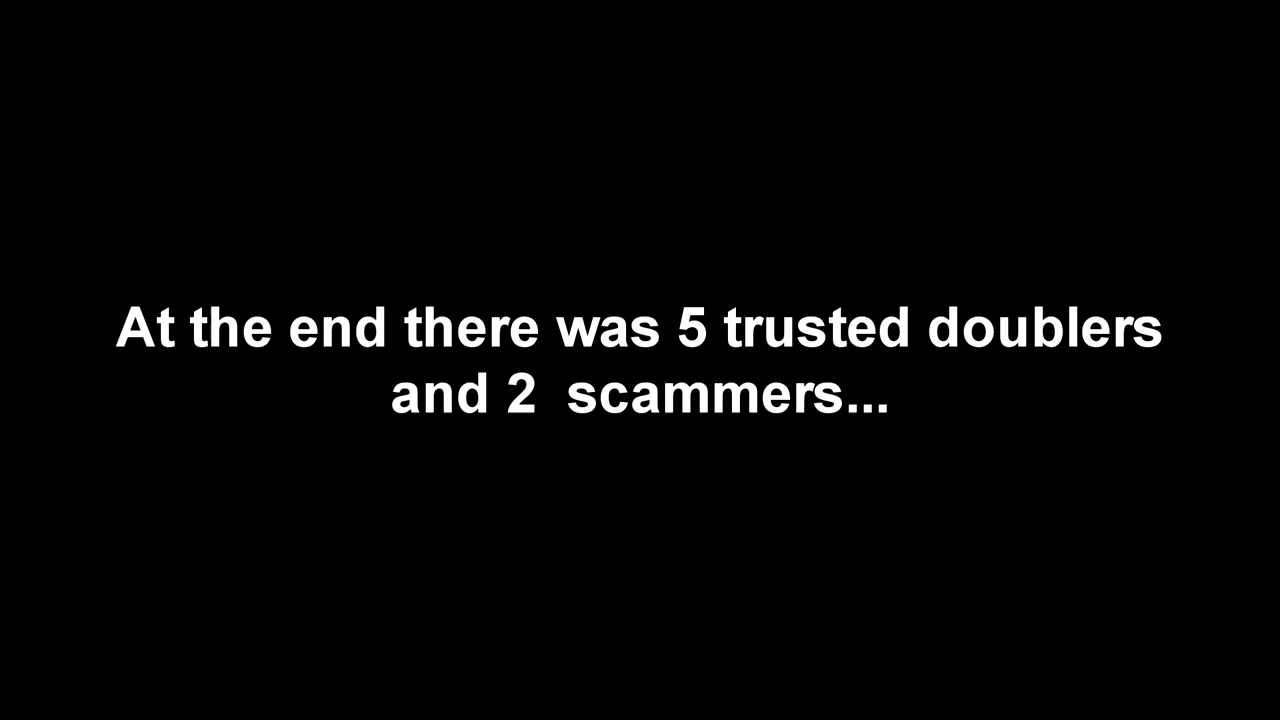 At the end there was 5 trusted doublers
and 2  scammers...